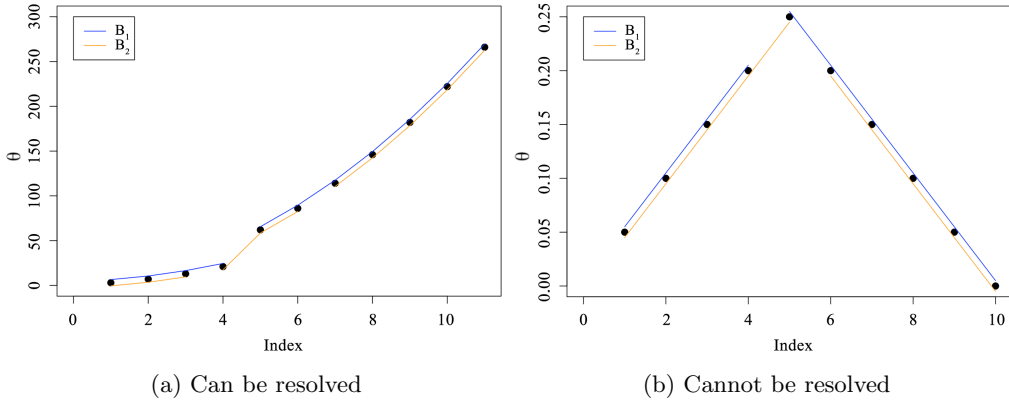 300
250
200
150
100
50
0
θ
B1
B2
0 2 4 6 8 10
Index
(a) Can be resolved
0.25
0.20
0.15
0.10
0.05
0.00
θ
B1
B2
0 2 4 6 8 10
Index
(b) Cannot be resolved